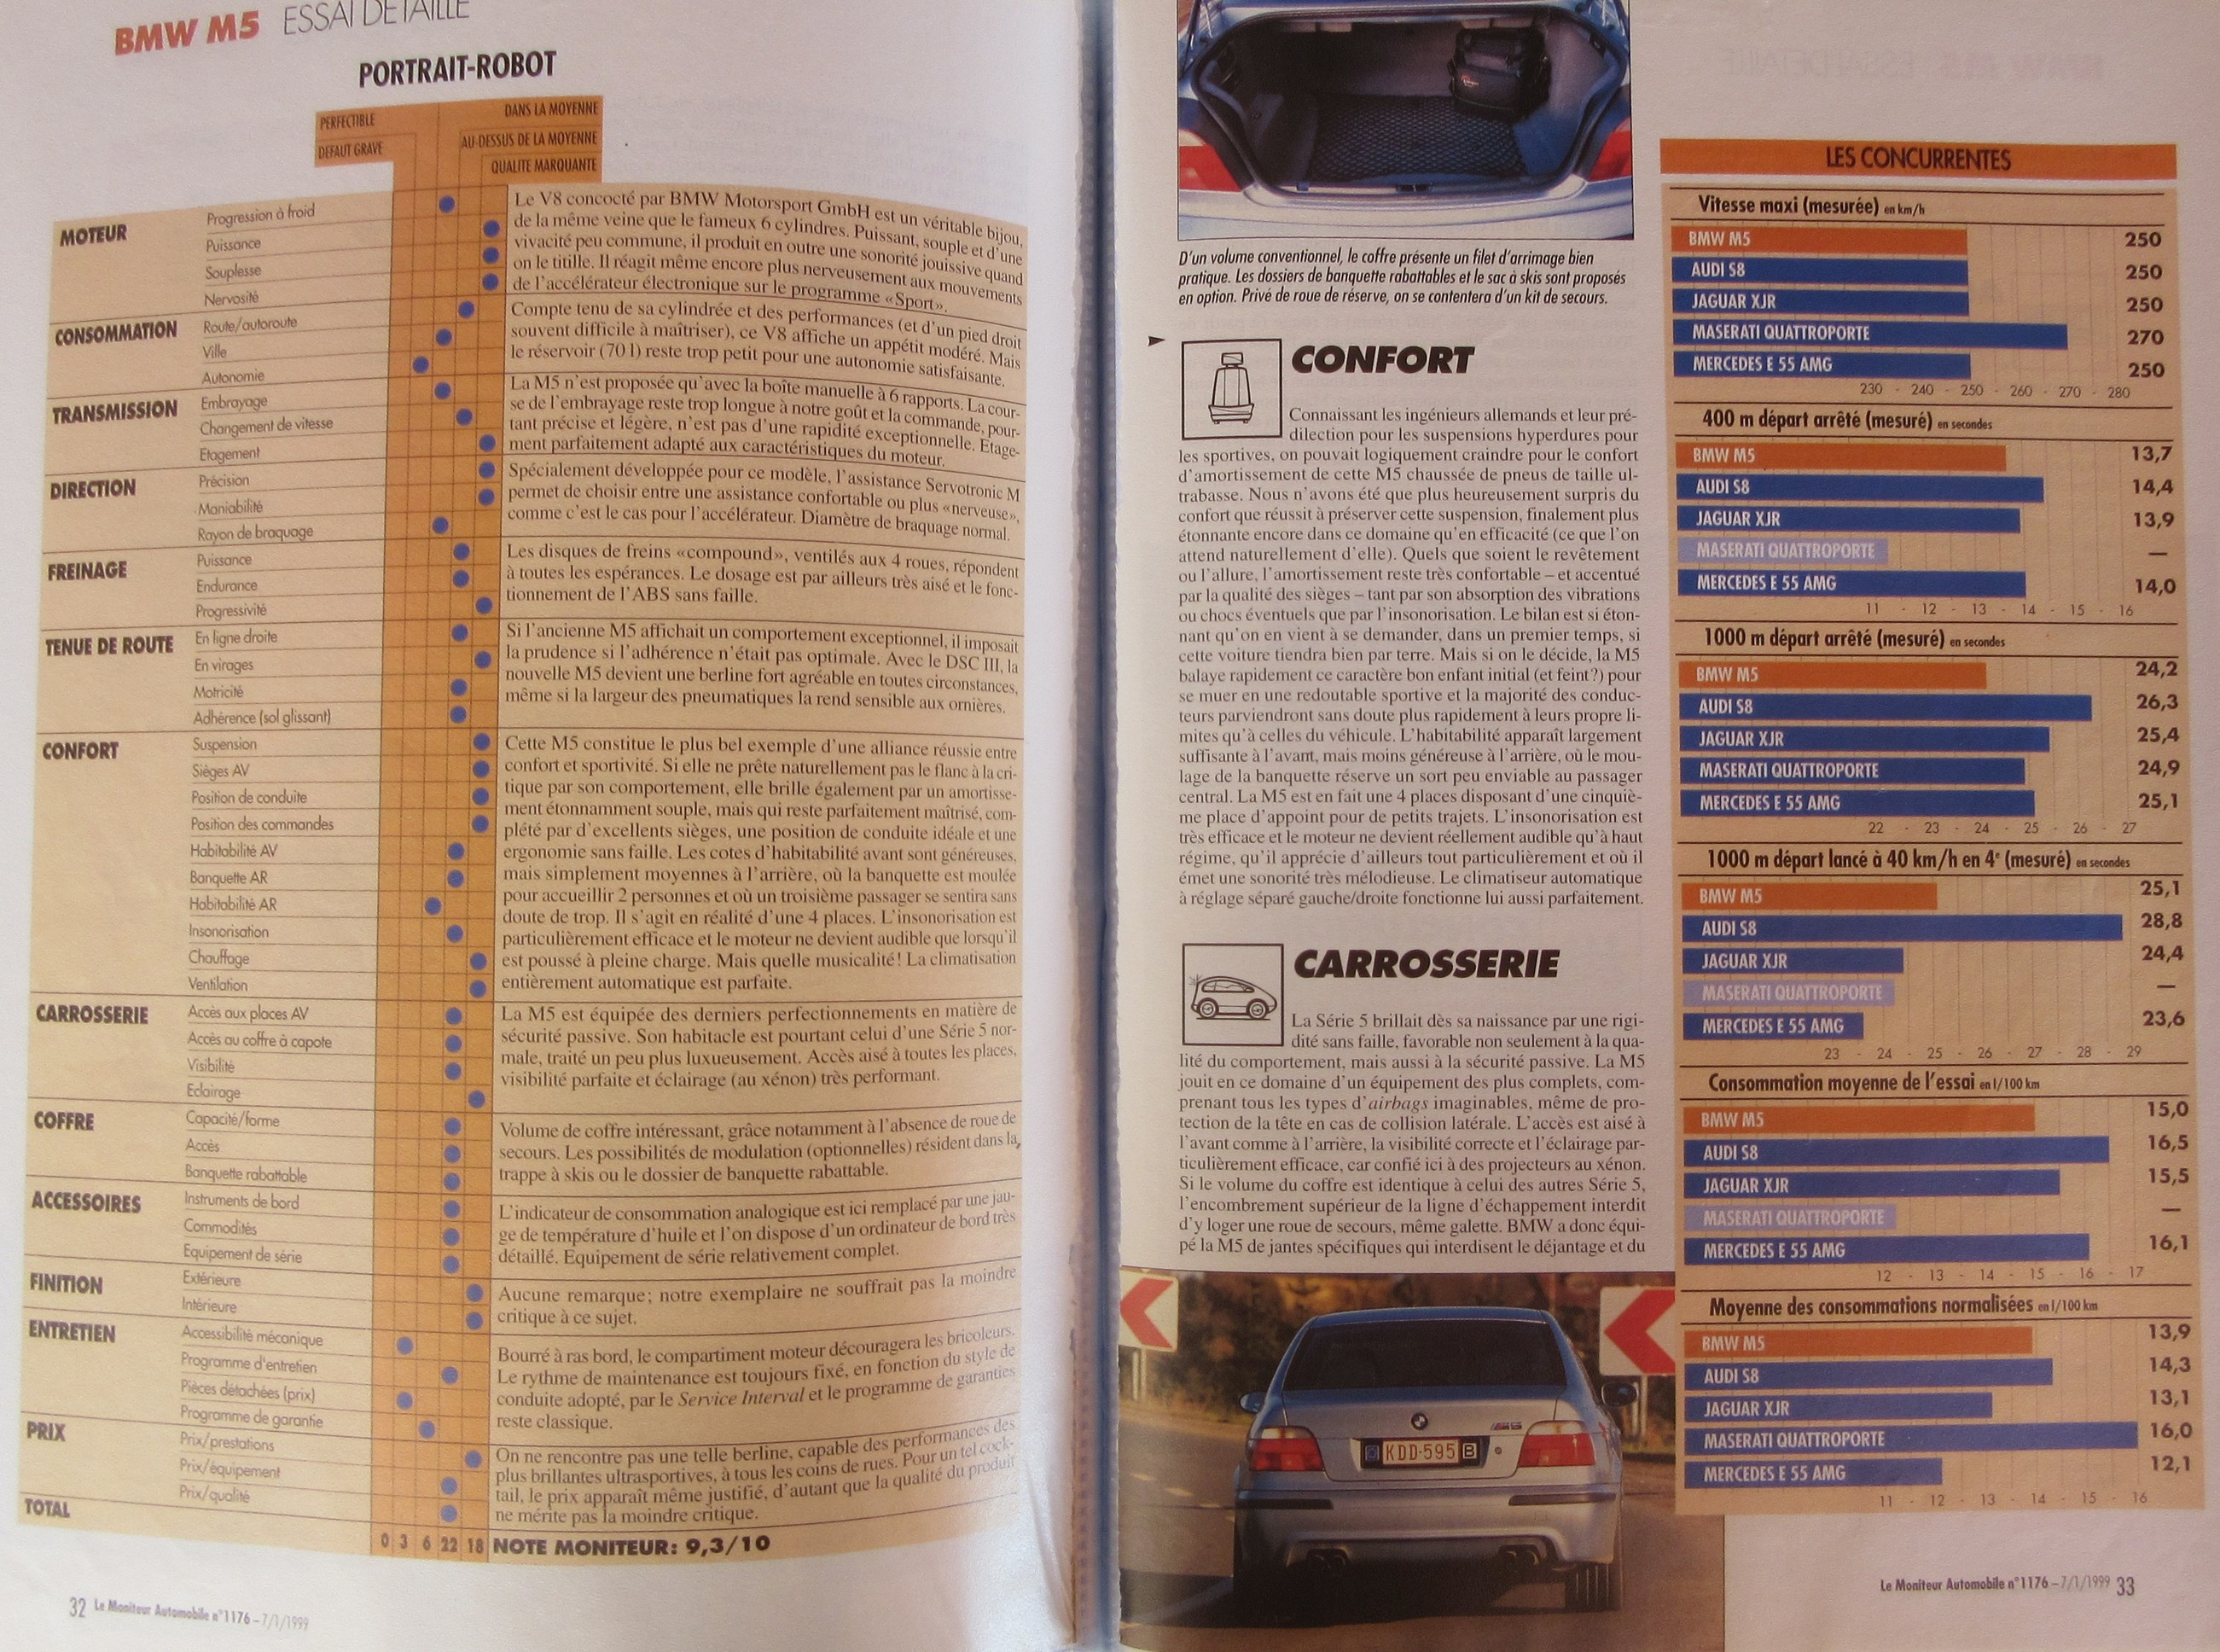 BMW M5 ESSAI DETAILLE
PORTRAIT-ROBOT
PERFECTIBLE
DEFAUT GRAVE
DANS LA MOYENNE
AU-DESSUS DE LA MOYENNE
QUALITE MARQUANTE
MOTEUR
Progression à froid
Puissance
Souplesse
Nervosité
Le V8 concocté par BMW Motorsport GmbH est un véritable bijou,
de la même veine que le fameux 6 cylindres. Puissant, souple et d'une
vivacité peu commune, il produit en outre une sonorité jouissive quand
on le titille. Il réagit même encore plus nerveusement aux mouvements
de l'accélérateur électronique sur le programme «Sport».
CONSOMMATION
Route/autoroute
Ville
Autonomie
Compte tenu de sa cylindrée et des performances (et d'un pied droit
souvent difficile à maîtriser), ce V8 affiche un appétit modéré. Mais
le réservoir (70 l) reste trop petit pour une autonomie satisfaisante.
TRANSMISSION
Embrayage
Changement de vitesse
Etagement
La M5 n'est proposée qu'avec la boîte manuelle à 6 rapports. La cour-
se de l'embrayage reste trop longue à notre goût et la commande, pour-
tant précise et légère, n'est pas d'une rapidité exceptionnelle. Etage-
ment parfaitement adapté aux caractéristiques du moteur.
DIRECTION
Précision
Maniabilité
Rayon de braquage
Spécialement développée pour ce modèle, l'assistance Servotronic M
permet de choisir entre une assistance confortable ou plus «nerveuse»,
comme c'est le cas pour l'accélérateur. Diamètre de braquage normal.
FREINAGE
Puissance
Endurance
Progressivité
Les disques de freins «compound», ventilés aux 4 roues, répondent
à toutes les espérances. Le dosage est par ailleurs très aisé et le fonc-
tionnement de l'ABS sans faille.
TENUE DE ROUTE
En ligne droite
En virages
Motricité
Adhérence (sol glissant)
Si l'ancienne M5 affichait un comportement exceptionnel, il imposait
la prudence si l'adhérence n'était pas optimale. Avec le DSC III, la
nouvelle M5 devient une berline fort agréable en toutes circonstances,
même si la largeur des pneumatiques la rend sensible aux ornières.
CONFORT
Suspension
Sièges AV
Position de conduite
Position des commandes
Habitabilité AV
Banquette AR
Habitabilité AR
Insonorisation
Chauffage
Ventilation
Cette M5 constitue le plus bel exemple d'une alliance réussie entre
confort et sportivité. Si elle ne prête naturellement pas le flanc à la cri-
tique par son comportement, elle brille également par un amortisse-
ment étonnamment souple, mais qui reste parfaitement maîtrisé, com-
plété par d'excellents sièges, une position de conduite idéale et une
ergonomie sans faille. Les cotes d'habitabilité avant sont généreuses,
mais simplement moyennes à l'arrière, où la banquette est moulée
pour accueillir 2 personnes et où un troisième passager se sentira sans
doute de trop. Il s'agit en réalité d'une 4 places. L'insonorisation est
particulièrement efficace et le moteur ne devient audible que lorsqu'il
est poussé à pleine charge. Mais quelle musicalité! La climatisation
entièrement automatique est parfaite.
CARROSSERIE
Accès aux places AV
Accès au coffre à capote
Visibilité
Eclairage
La M5 est équipée des derniers perfectionnements en matière de
sécurité passive. Son habitacle est pourtant celui d'une Série 5 nor-
male, traité un peu plus luxueusement. Accès aisé à toutes les places,
visibilité parfaite et éclairage (au xénon) très performant.
COFFRE
Capacité/forme
Accès
Banquette rabattable
Volume de coffre intéressant, grâce notamment à l'absence de roue de
secours. Les possibilités de modulation (optionnelles) résident dans la
trappe à skis ou le dossier de banquette rabattable.
ACCESSOIRES
Instruments de bord
Commodités
Equipement de série
L'indicateur de consommation analogique est ici remplacé par une jau-
ge de température d'huile et l'on dispose d'un ordinateur de bord très
détaillé. Equipement de série relativement complet.
FINITION
Extérieure
Intérieure
Aucune remarque; notre exemplaire ne souffrait pas la moindre
critique à ce sujet.
ENTRETIEN
Accessibilité mécanique
Programme d'entretien
Pièces détachées (prix)
Programme de garantie
Bourré à ras bord, le compartiment moteur découragera les bricoleurs.
Le rythme de maintenance est toujours fixé, en fonction du style de
conduite adopté, par le Service Interval et le programme de garanties
reste classique.
PRIX
Prix/prestations
Prix/équipement
Prix/qualité
On ne rencontre pas une telle berline, capable des performances des
plus brillantes ultrasportives, à tous les coins de rues. Pour un tel cock-
tail, le prix apparaît même justifié, d'autant que la qualité du produit
ne mérite pas la moindre critique.
TOTAL
0 3 6 22 18 NOTE MONITEUR: 9,3/10
32 Le Moniteur Automobile n°1176 – 7/1/1999
D'un volume conventionnel, le coffre présente un filet d'arrimage bien
pratique. Les dossiers de banquette rabattables et le sac à skis sont proposés
en option. Privé de roue de réserve, on se contentera d'un kit de secours.
CONFORT
Connaissant les ingénieurs allemands et leur pré-
dilection pour les suspensions hyperdures pour
les sportives, on pouvait logiquement craindre pour le confort
d'amortissement de cette M5 chaussée de pneus de taille ul-
trabasse. Nous n'avons été que plus heureusement surpris du
confort que réussit à préserver cette suspension, finalement plus
étonnante encore dans ce domaine qu'en efficacité (ce que l'on
attend naturellement d'elle). Quels que soient le revêtement
ou l'allure, l'amortissement reste très confortable – et accentué
par la qualité des sièges – tant par son absorption des vibrations
ou chocs éventuels que par l'insonorisation. Le bilan est si éton-
nant qu'on en vient à se demander, dans un premier temps, si
cette voiture tiendra bien par terre. Mais si on le décide, la M5
balaye rapidement ce caractère bon enfant initial (et feint?) pour
se muer en une redoutable sportive et la majorité des conduc-
teurs parviendront sans doute plus rapidement à leurs propre li-
mites qu'à celles du véhicule. L'habitabilité apparaît largement
suffisante à l'avant, mais moins généreuse à l'arrière, où le mou-
lage de la banquette réserve un sort peu enviable au passager
central. La M5 est en fait une 4 places disposant d'une cinquiè-
me place d'appoint pour de petits trajets. L'insonorisation est
très efficace et le moteur ne devient réellement audible qu'à haut
régime, qu'il apprécie d'ailleurs tout particulièrement et où il
émet une sonorité très mélodieuse. Le climatiseur automatique
à réglage séparé gauche/droite fonctionne lui aussi parfaitement.
CARROSSERIE
La Série 5 brillait dès sa naissance par une rigi-
dité sans faille, favorable non seulement à la qua-
lité du comportement, mais aussi à la sécurité passive. La M5
jouit en ce domaine d'un équipement des plus complets, com-
prenant tous les types d'airbags imaginables, même de pro-
tection de la tête en cas de collision latérale. L'accès est aisé à
l'avant comme à l'arrière, la visibilité correcte et l'éclairage par-
ticulièrement efficace, car confié ici à des projecteurs au xénon.
Si le volume du coffre est identique à celui des autres Série 5,
l'encombrement supérieur de la ligne d'échappement interdit
d'y loger une roue de secours, même galette. BMW a donc équi-
pé la M5 de jantes spécifiques qui interdisent le déjantage et du
M5
KDD·595 B
LES CONCURRENTES
Vitesse maxi (mesurée) en km/h
BMW M5 250
AUDI S8 250
JAGUAR XJR 250
MASERATI QUATTROPORTE 270
MERCEDES E 55 AMG 250
230 - 240 - 250 - 260 - 270 - 280
400 m départ arrêté (mesuré) en secondes
BMW M5 13,7
AUDI S8 14,4
JAGUAR XJR 13,9
MASERATI QUATTROPORTE —
MERCEDES E 55 AMG 14,0
11 - 12 - 13 - 14 - 15 - 16
1000 m départ arrêté (mesuré) en secondes
BMW M5 24,2
AUDI S8 26,3
JAGUAR XJR 25,4
MASERATI QUATTROPORTE 24,9
MERCEDES E 55 AMG 25,1
22 - 23 - 24 - 25 - 26 - 27
1000 m départ lancé à 40 km/h en 4e (mesuré) en secondes
BMW M5 25,1
AUDI S8 28,8
JAGUAR XJR 24,4
MASERATI QUATTROPORTE —
MERCEDES E 55 AMG 23,6
23 - 24 - 25 - 26 - 27 - 28 - 29
Consommation moyenne de l'essai en l/100 km
BMW M5 15,0
AUDI S8 16,5
JAGUAR XJR 15,5
MASERATI QUATTROPORTE —
MERCEDES E 55 AMG 16,1
12 - 13 - 14 - 15 - 16 - 17
Moyenne des consommations normalisées en l/100 km
BMW M5 13,9
AUDI S8 14,3
JAGUAR XJR 13,1
MASERATI QUATTROPORTE 16,0
MERCEDES E 55 AMG 12,1
11 - 12 - 13 - 14 - 15 - 16
Le Moniteur Automobile n°1176 – 7/1/1999 33